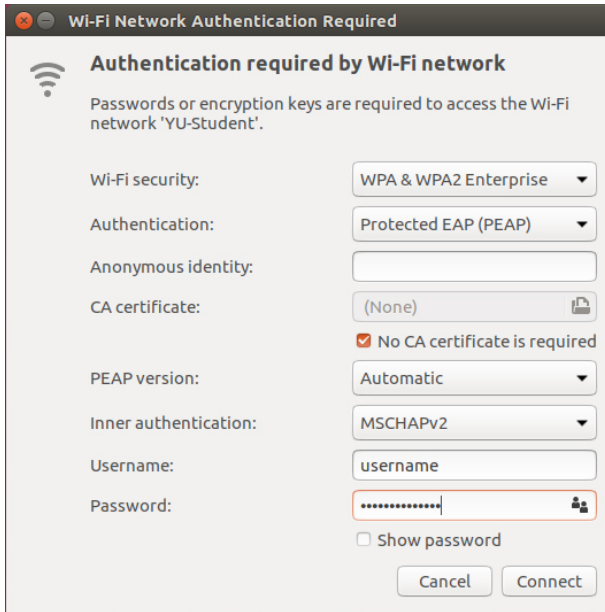 Wi-Fi Network Authentication Required
Authentication required by Wi-Fi network
Passwords or encryption keys are required to access the Wi-Fi
network 'YU-Student'.
Wi-Fi security: WPA & WPA2 Enterprise
Authentication: Protected EAP (PEAP)
Anonymous identity:
CA certificate: (None)
No CA certificate is required
PEAP version: Automatic
Inner authentication: MSCHAPv2
Username: username
Password: ••••••••••••••
Show password
Cancel Connect